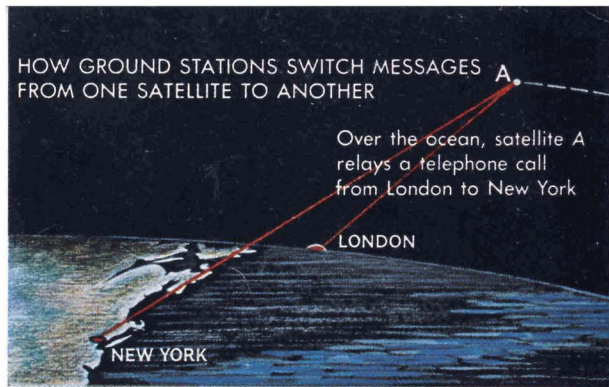 HOW GROUND STATIONS SWITCH MESSAGES
FROM ONE SATELLITE TO ANOTHER
A
Over the ocean, satellite A
relays a telephone call
from London to New York
LONDON
NEW YORK